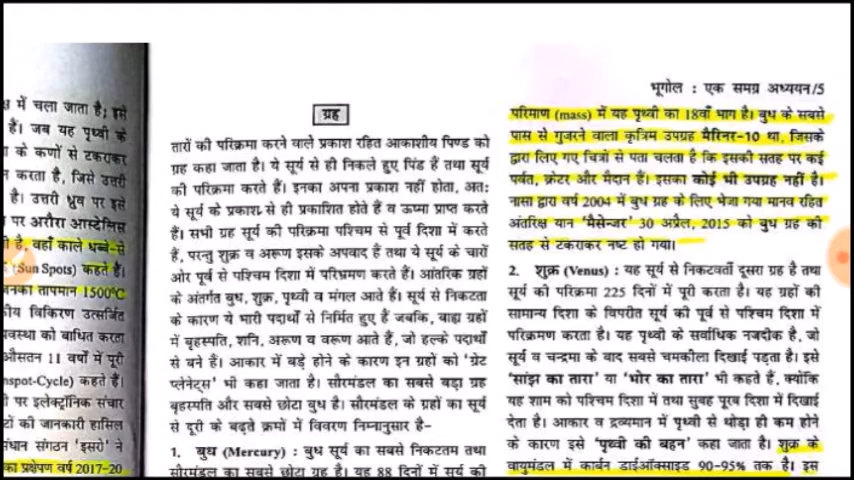 क्ष में चला जाता है; इसे
हैं। जब यह पृथ्वी के
के कणों से टकराकर
न करता है, जिसे उत्तरी
है। उत्तरी ध्रुव पर इसे
पर अरौरा आस्टेलिस
है, वहाँ काले धब्बे-से
(Sun Spots) कहते हैं।
नका तापमान 1500°C
कीय विकिरण उत्सर्जित
व्यवस्था को बाधित करता
औसतन 11 वर्षों में पूरी
nspot-Cycle) कहते हैं।
पर इलेक्ट्रॉनिक संचार
टों की जानकारी हासिल
संधान संगठन 'इसरो' ने
का प्रक्षेपण वर्ष 2017-20
ग्रह
तारों की परिक्रमा करने वाले प्रकाश रहित आकाशीय पिण्ड को
ग्रह कहा जाता है। ये सूर्य से ही निकले हुए पिंड हैं तथा सूर्य
की परिक्रमा करते हैं। इनका अपना प्रकाश नहीं होता, अतः
ये सूर्य के प्रकाश से ही प्रकाशित होते हैं व ऊष्मा प्राप्त करते
हैं। सभी ग्रह सूर्य की परिक्रमा पश्चिम से पूर्व दिशा में करते
हैं, परन्तु शुक्र व अरूण इसके अपवाद हैं तथा ये सूर्य के चारों
ओर पूर्व से पश्चिम दिशा में परिभ्रमण करते हैं। आंतरिक ग्रहों
के अंतर्गत बुध, शुक्र, पृथ्वी व मंगल आते हैं। सूर्य से निकटता
के कारण ये भारी पदार्थों से निर्मित हुए हैं जबकि, बाह्य ग्रहों
में बृहस्पति, शनि, अरूण व वरूण आते हैं, जो हल्के पदार्थों
से बने हैं। आकार में बड़े होने के कारण इन ग्रहों को 'ग्रेट
प्लेनेट्स' भी कहा जाता है। सौरमंडल का सबसे बड़ा ग्रह
बृहस्पति और सबसे छोटा बुध है। सौरमंडल के ग्रहों का सूर्य
से दूरी के बढ़ते क्रमों में विवरण निम्नानुसार है-
1. बुध (Mercury) : बुध सूर्य का सबसे निकटतम तथा
सौरमंडल का सबसे छोटा ग्रह है। यह 88 दिनों में सूर्य की
भूगोल : एक समग्र अध्ययन/5
परिमाण (mass) में यह पृथ्वी का 18वाँ भाग है। बुध के सबसे
पास से गुजरने वाला कृत्रिम उपग्रह मैरिनर-10 था, जिसके
द्वारा लिए गए चित्रों से पता चलता है कि इसकी सतह पर कई
पर्वत, क्रेटर और मैदान हैं। इसका कोई भी उपग्रह नहीं है।
नासा द्वारा वर्ष 2004 में बुध ग्रह के लिए भेजा गया मानव रहित
अंतरिक्ष यान 'मैसेन्जर' 30 अप्रैल, 2015 को बुध ग्रह की
सतह से टकराकर नष्ट हो गया।
2. शुक्र (Venus) : यह सूर्य से निकटवर्ती दूसरा ग्रह है तथा
सूर्य की परिक्रमा 225 दिनों में पूरी करता है। यह ग्रहों की
सामान्य दिशा के विपरीत सूर्य की पूर्व से पश्चिम दिशा में
परिक्रमण करता है। यह पृथ्वी के सर्वाधिक नजदीक है, जो
सूर्य व चन्द्रमा के बाद सबसे चमकीला दिखाई पड़ता है। इसे
'सांझ का तारा' या 'भोर का तारा' भी कहते हैं, क्योंकि
यह शाम को पश्चिम दिशा में तथा सुबह पूरब दिशा में दिखाई
देता है। आकार व द्रव्यमान में पृथ्वी से थोड़ा ही कम होने
के कारण इसे 'पृथ्वी की बहन' कहा जाता है। शुक्र के
वायुमंडल में कार्बन डाईऑक्साइड 90-95% तक है। इस